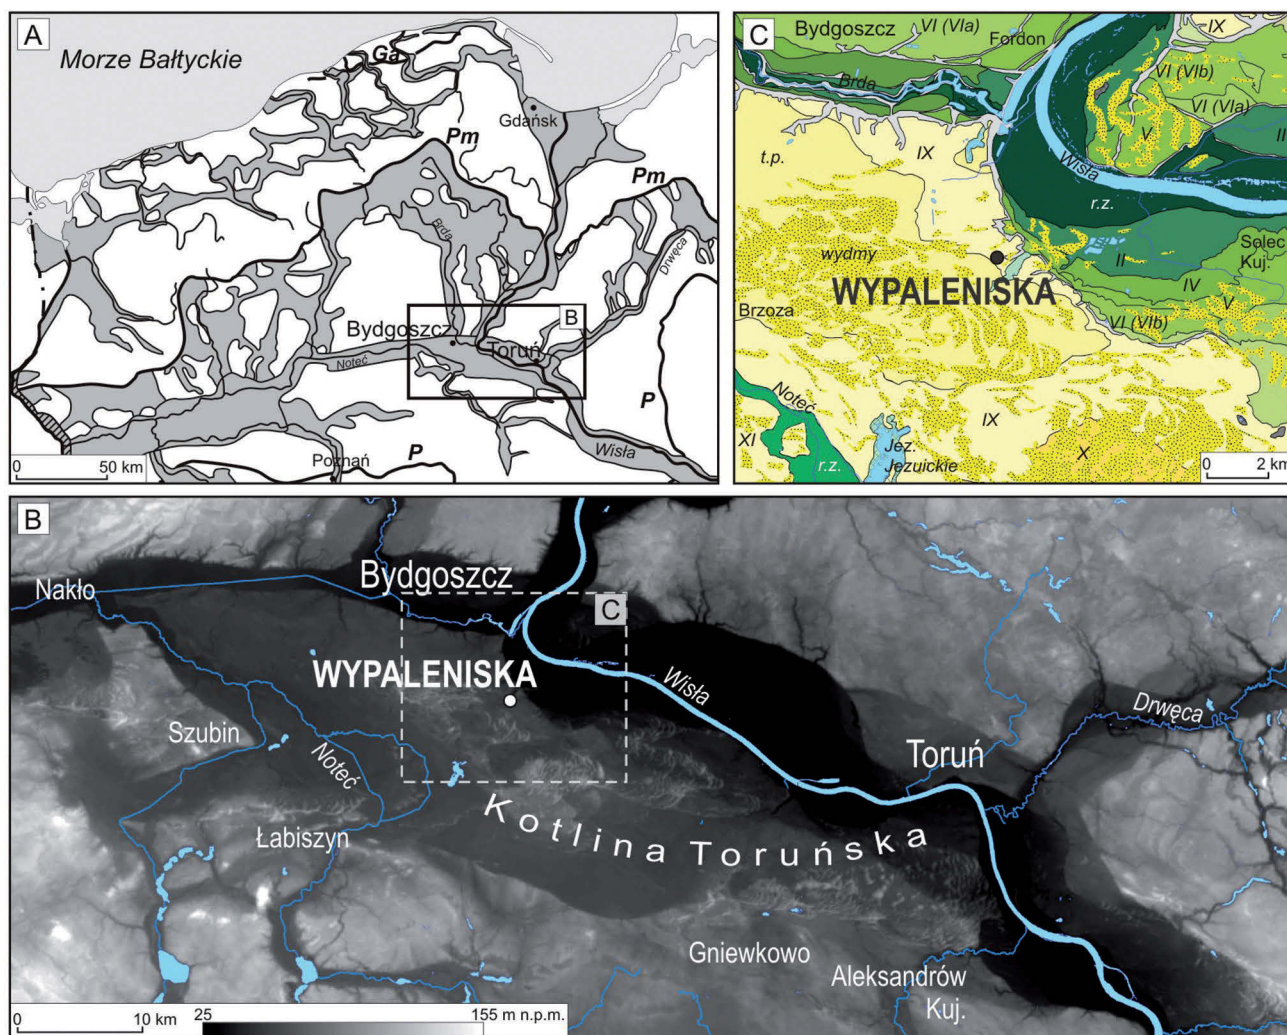 A
Morze Bałtyckie
Ga
Gdańsk
Pm
Pm
Brda
Drwęca
Bydgoszcz
B
Toruń
Noteć
P
Wisła
Poznań
P
0 50 km
C
Bydgoszcz
VI (VIa)
Fordon
IX
Brda
VI (VIb)
VI (VIa)
II
V
II
t.p.
IX
Wisła
r.z.
wydmy
WYPALENISKA
Solec
Kuj.
II
IV
V
VI (VIb)
Brzoza
Noteć
IX
XI
r.z.
Jez.
Jezuickie
X
0 2 km
B
Nakło
Bydgoszcz
C
WYPALENISKA
Wisła
Drwęca
Szubin
Noteć
Toruń
Łabiszyn
Kotlina Toruńska
Gniewkowo
Aleksandrów
Kuj.
0 10 km
25 155 m n.p.m.